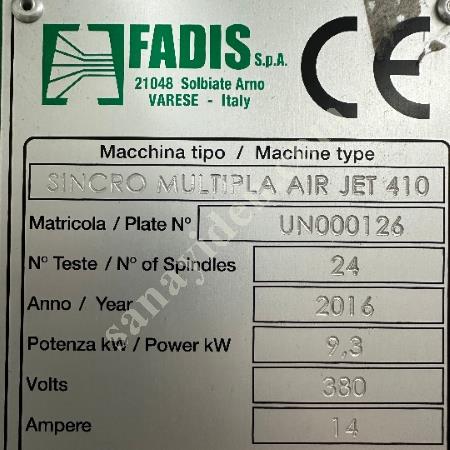 FADIS S.p.A.
21048 Solbiate Arno
VARESE - Italy
CE
Macchina tipo / Machine type
SINCRO MULTIPLA AIR JET 410
Matricola / Plate N° UN000126
N° Teste / N° of Spindles 24
Anno / Year 2016
Potenza kW / Power kW 9,3
Volts 380
Ampere 14